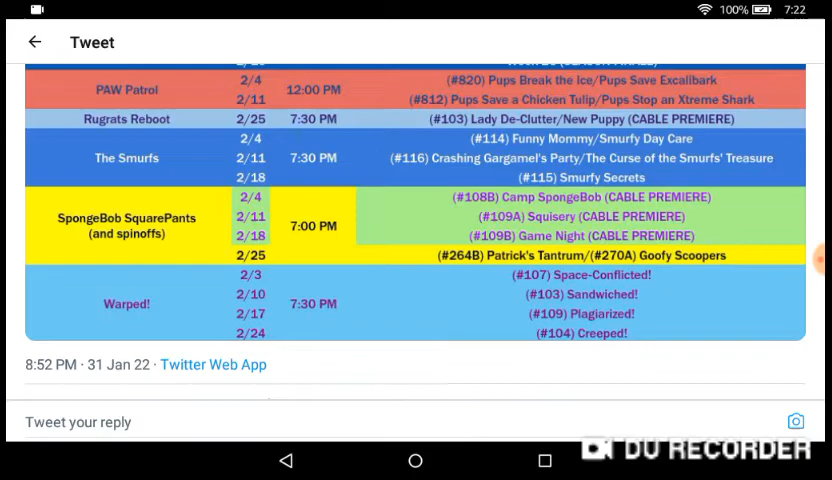 100% 7:22
Tweet
PAW Patrol
2/4
2/11
12:00 PM
(#820) Pups Break the Ice/Pups Save Excalibark
(#812) Pups Save a Chicken Tulip/Pups Stop an Xtreme Shark
Rugrats Reboot 2/25 7:30 PM (#103) Lady De-Clutter/New Puppy (CABLE PREMIERE)
The Smurfs
2/4
2/11
2/18
7:30 PM
(#114) Funny Mommy/Smurfy Day Care
(#116) Crashing Gargamel's Party/The Curse of the Smurfs' Treasure
(#115) Smurfy Secrets
SpongeBob SquarePants
(and spinoffs)
2/4
2/11
2/18
2/25
7:00 PM
(#108B) Camp SpongeBob (CABLE PREMIERE)
(#109A) Squisery (CABLE PREMIERE)
(#109B) Game Night (CABLE PREMIERE)
(#264B) Patrick's Tantrum/(#270A) Goofy Scoopers
Warped!
2/3
2/10
2/17
2/24
7:30 PM
(#107) Space-Conflicted!
(#103) Sandwiched!
(#109) Plagiarized!
(#104) Creeped!
8:52 PM · 31 Jan 22 · Twitter Web App
Tweet your reply
DU RECORDER